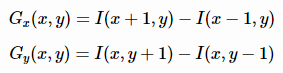 G_x(x, y) = I(x + 1, y) − I(x − 1, y)
G_y(x, y) = I(x, y + 1) − I(x, y − 1)